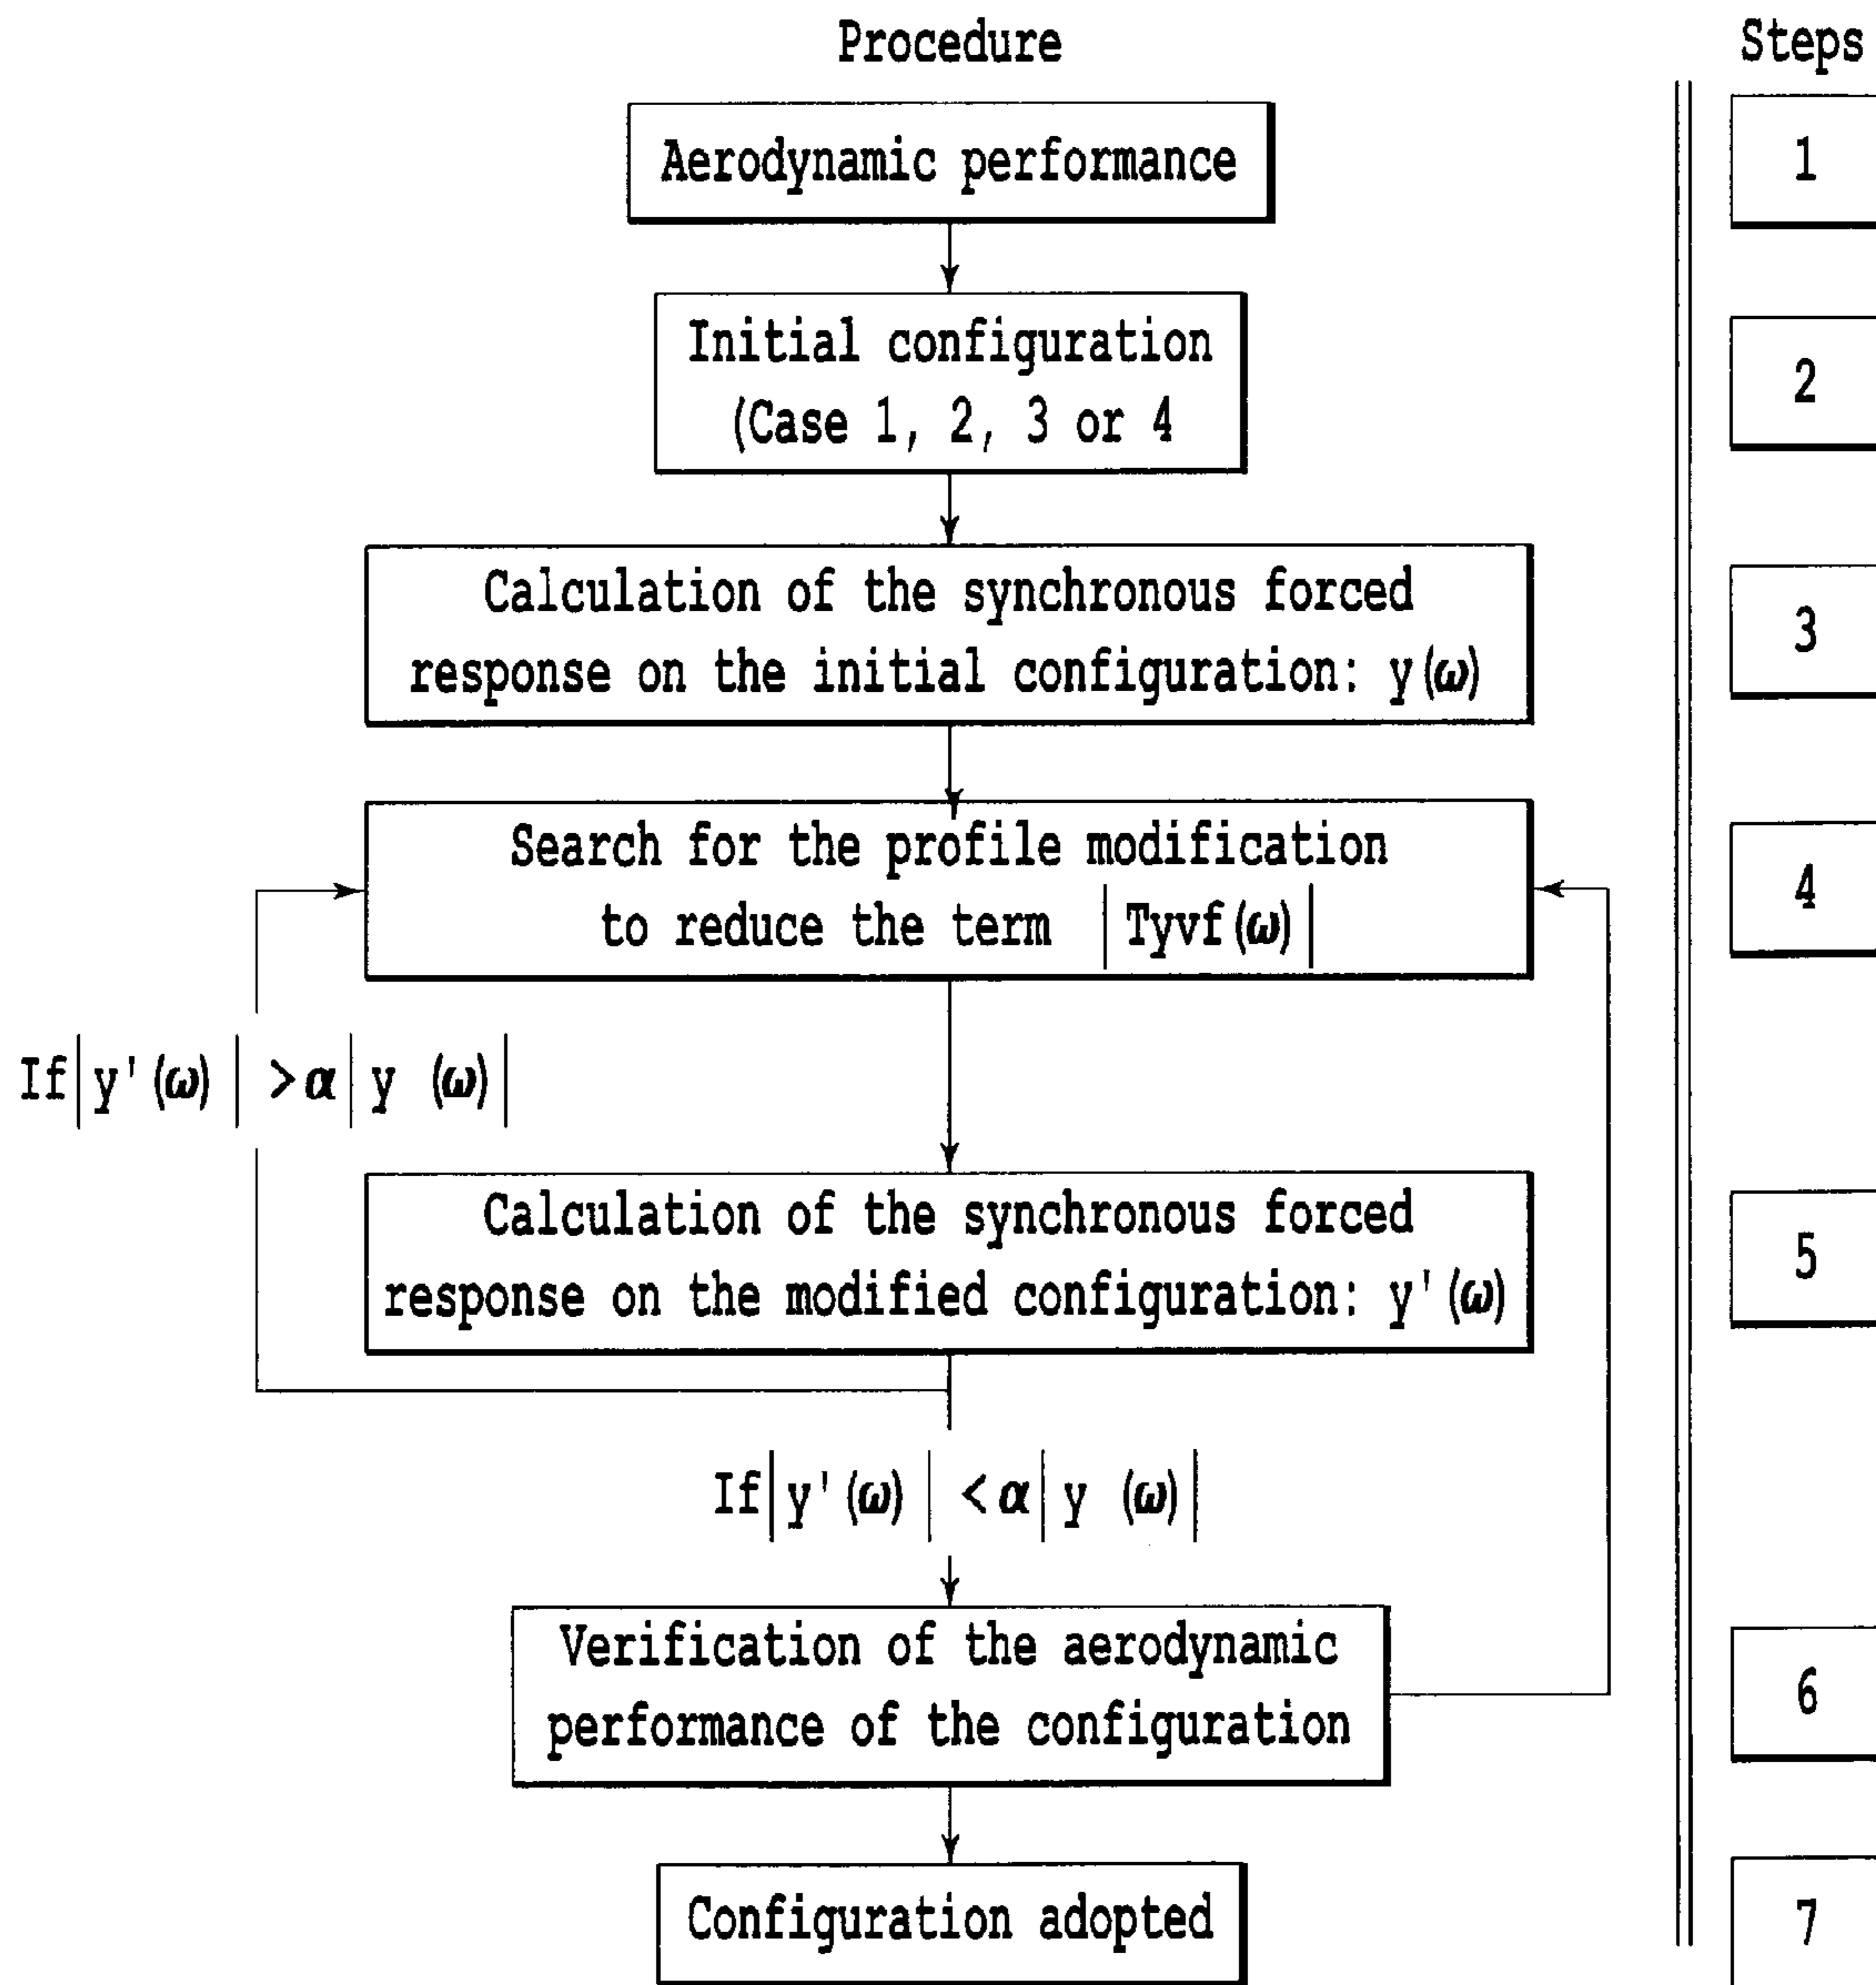 Procedure
Steps
Aerodynamic performance
1
Initial configuration
(Case 1, 2, 3 or 4
2
Calculation of the synchronous forced
response on the initial configuration: y(ω)
3
Search for the profile modification
to reduce the term |Tyvf(ω)|
4
If|y'(ω)| >α|y (ω)|
Calculation of the synchronous forced
response on the modified configuration: y'(ω)
5
If|y'(ω)| <α|y (ω)|
Verification of the aerodynamic
performance of the configuration
6
Configuration adopted
7